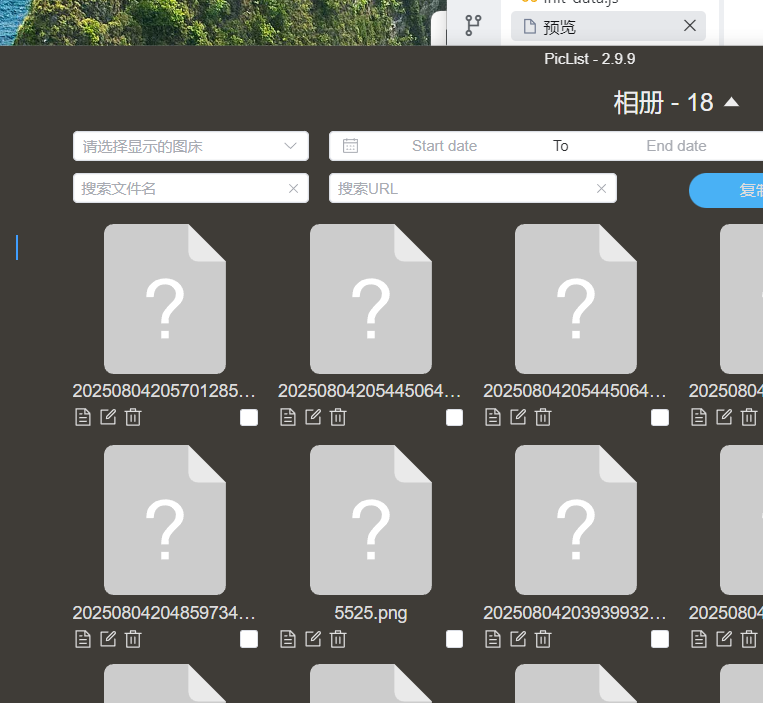 init-data.js
预览
PicList - 2.9.9
相册 - 18
请选择显示的图床
Start date To End date
搜索文件名 搜索URL
20250804205701285... 20250804205445064... 20250804205445064... 20250804
20250804204859734... 5525.png 20250804203939932... 20250804